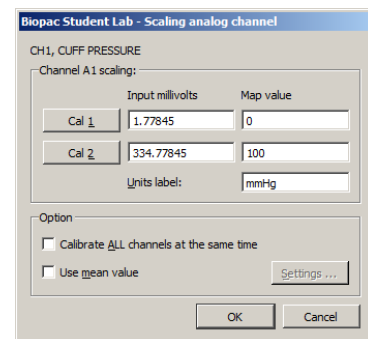 Biopac Student Lab - Scaling analog channel
CH1, CUFF PRESSURE
Channel A1 scaling:
Input millivolts Map value
Cal 1 1.77845 0
Cal 2 334.77845 100
Units label: mmHg
Option
Calibrate ALL channels at the same time
Use mean value Settings ...
OK Cancel